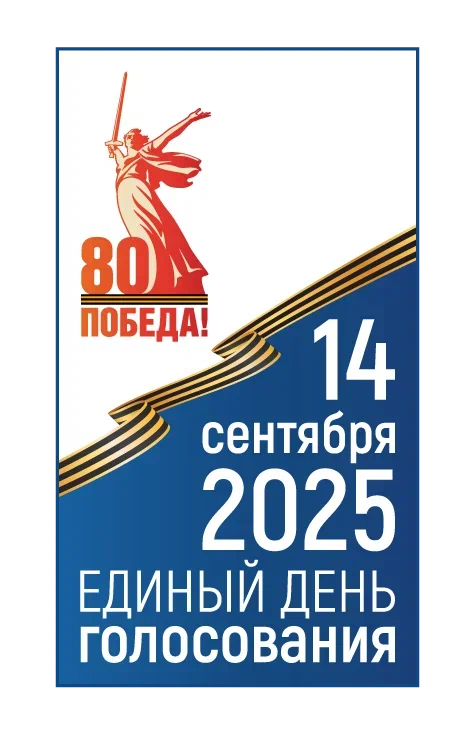 80
ПОБЕДА!
14
сентября
2025
ЕДИНЫЙ ДЕНЬ
голосования